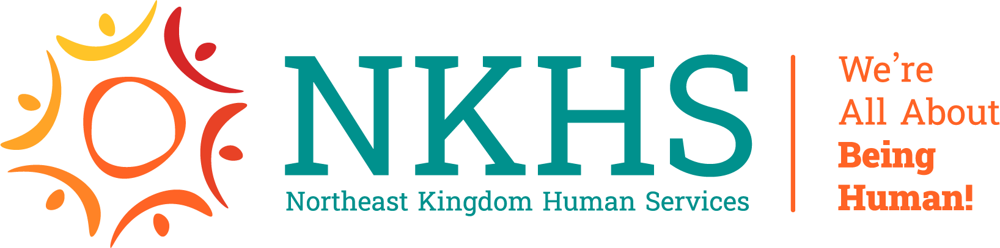 NKHS
Northeast Kingdom Human Services
We’re
All About
Being
Human!